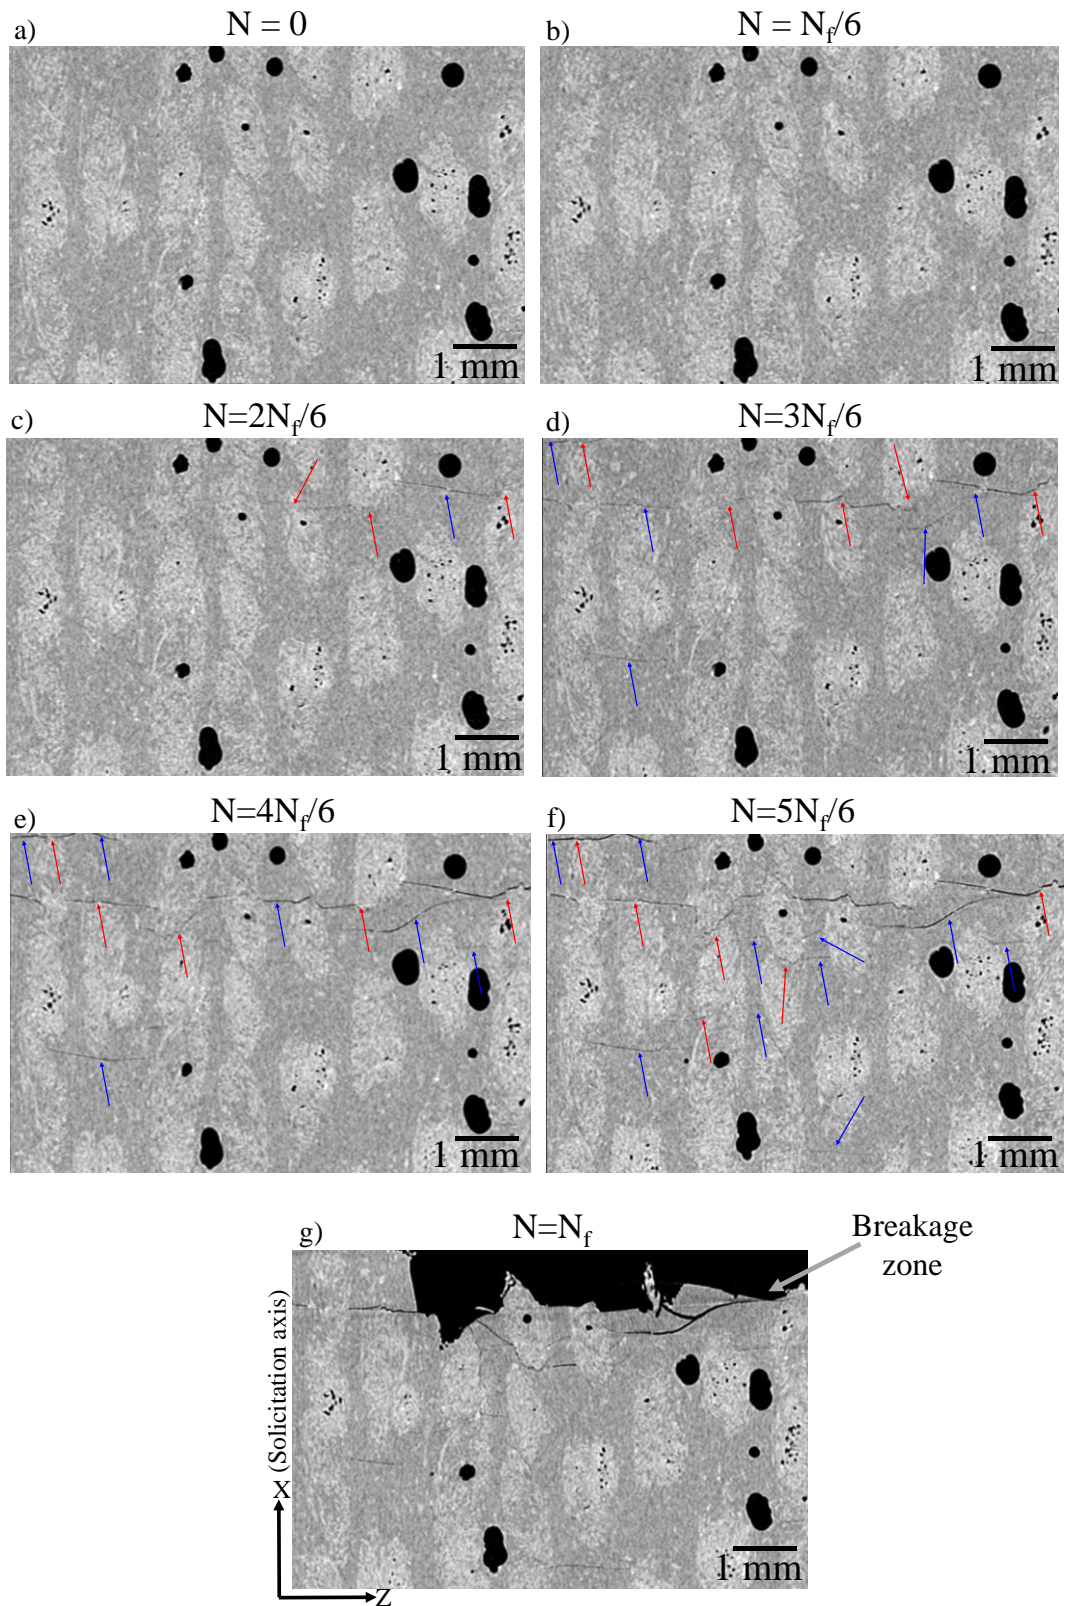 a)
N = 0
1 mm
b)
N = Nf/6
1 mm
c)
N=2Nf/6
1 mm
d)
N=3Nf/6
1 mm
e)
N=4Nf/6
1 mm
f)
N=5Nf/6
1 mm
g)
N=Nf
Breakage
zone
X (Solicitation axis)
Z
1 mm